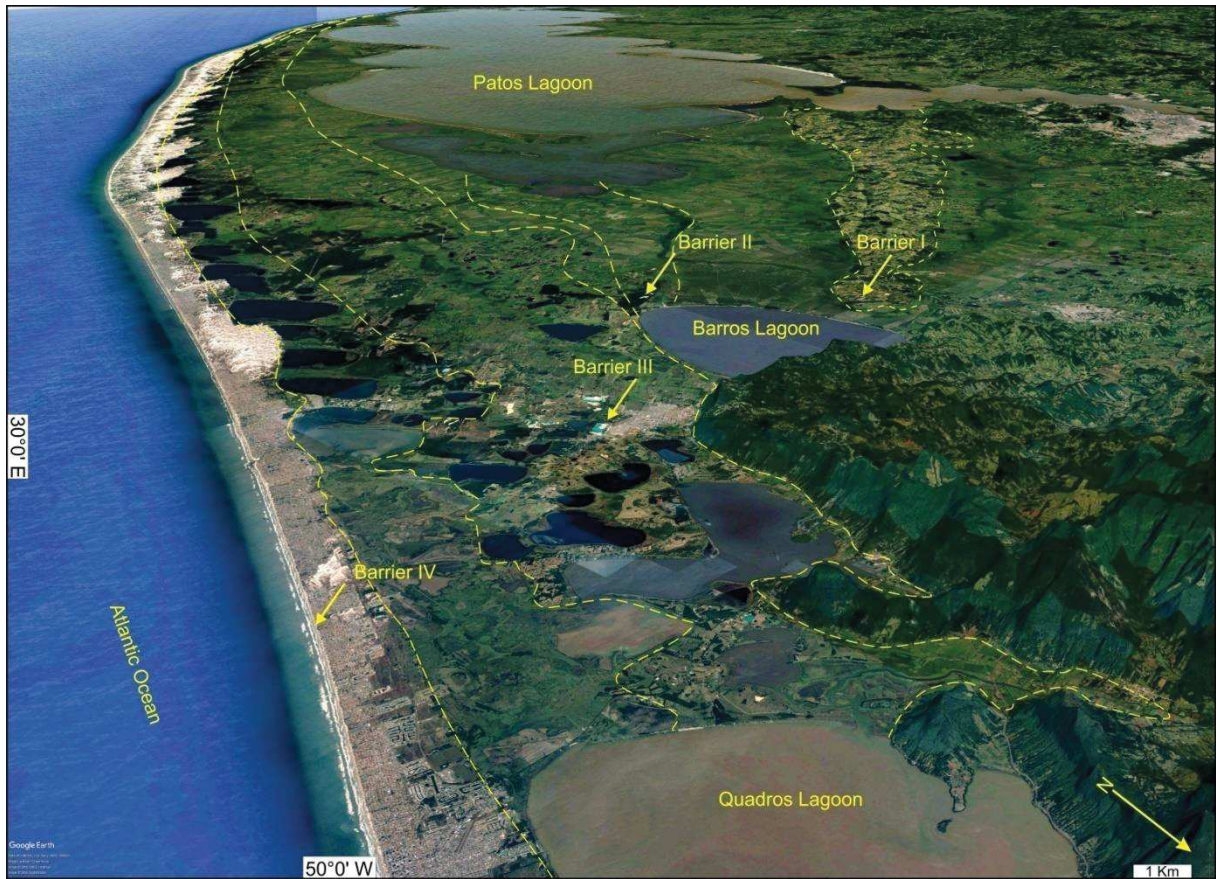 Patos Lagoon
Barrier II
Barrier I
Barros Lagoon
Barrier III
30°0' E
Barrier IV
Atlantic Ocean
Quadros Lagoon
N
Google Earth
50°0' W
1 Km